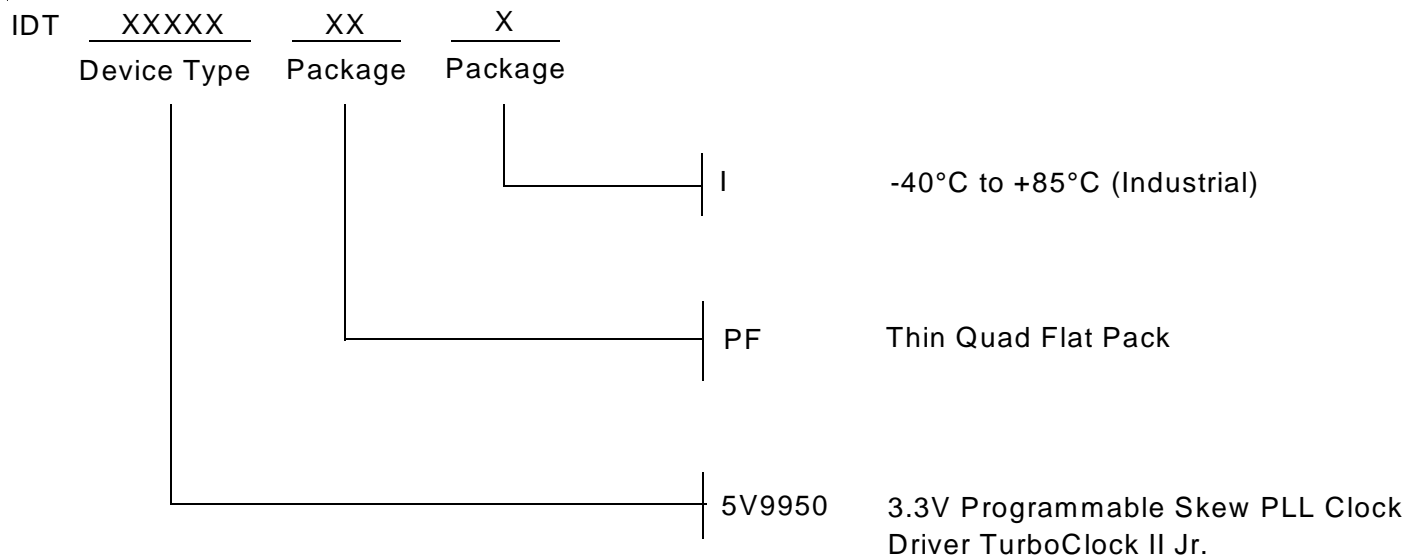 IDT XXXXX XX X
Device Type Package Package
I -40°C to +85°C (Industrial)
PF Thin Quad Flat Pack
5V9950 3.3V Programmable Skew PLL Clock
Driver TurboClock II Jr.